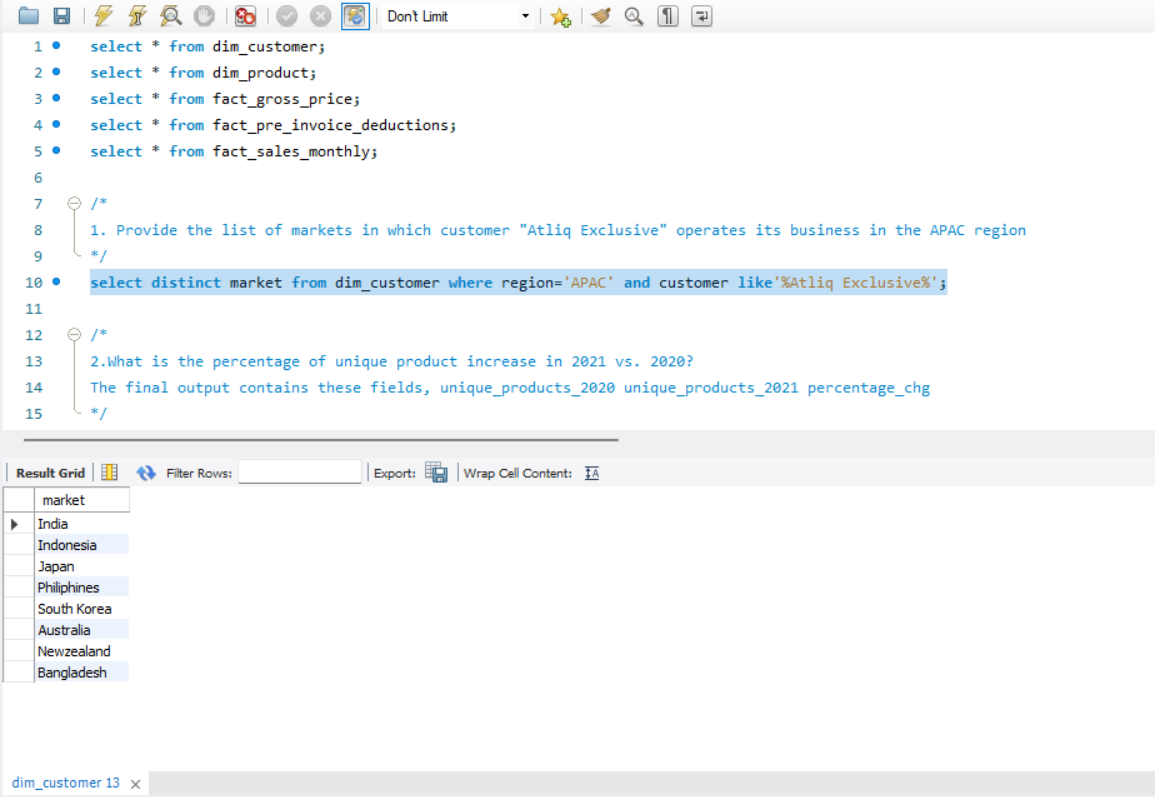 Don't Limit
1 select * from dim_customer;
2 select * from dim_product;
3 select * from fact_gross_price;
4 select * from fact_pre_invoice_deductions;
5 select * from fact_sales_monthly;
6
7 /*
8 1. Provide the list of markets in which customer "Atliq Exclusive" operates its business in the APAC region
9 */
10 select distinct market from dim_customer where region='APAC' and customer like'%Atliq Exclusive%';
11
12 /*
13 2.What is the percentage of unique product increase in 2021 vs. 2020?
14 The final output contains these fields, unique_products_2020 unique_products_2021 percentage_chg
15 */
Result Grid Filter Rows: Export: Wrap Cell Content: IA
market
India
Indonesia
Japan
Philiphines
South Korea
Australia
Newzealand
Bangladesh
dim_customer 13 ×